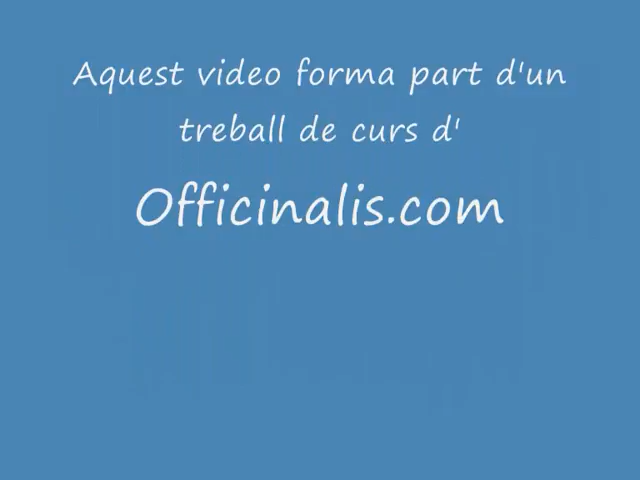 Aquest video forma part d'un
treball de curs d'
Officinalis.com